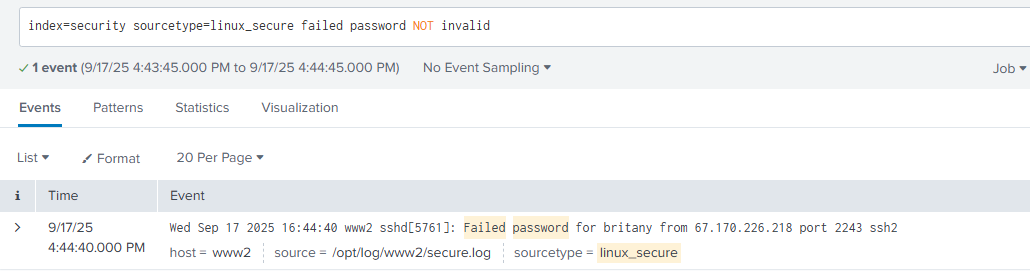 index=security sourcetype=linux_secure failed password NOT invalid
✓ 1 event (9/17/25 4:43:45.000 PM to 9/17/25 4:44:45.000 PM) No Event Sampling ▾ Job ▾
Events Patterns Statistics Visualization
List ▾ Format 20 Per Page ▾
i Time Event
> 9/17/25 Wed Sep 17 2025 16:44:40 www2 sshd[5761]: Failed password for britany from 67.170.226.218 port 2243 ssh2
4:44:40.000 PM host = www2 source = /opt/log/www2/secure.log sourcetype = linux_secure